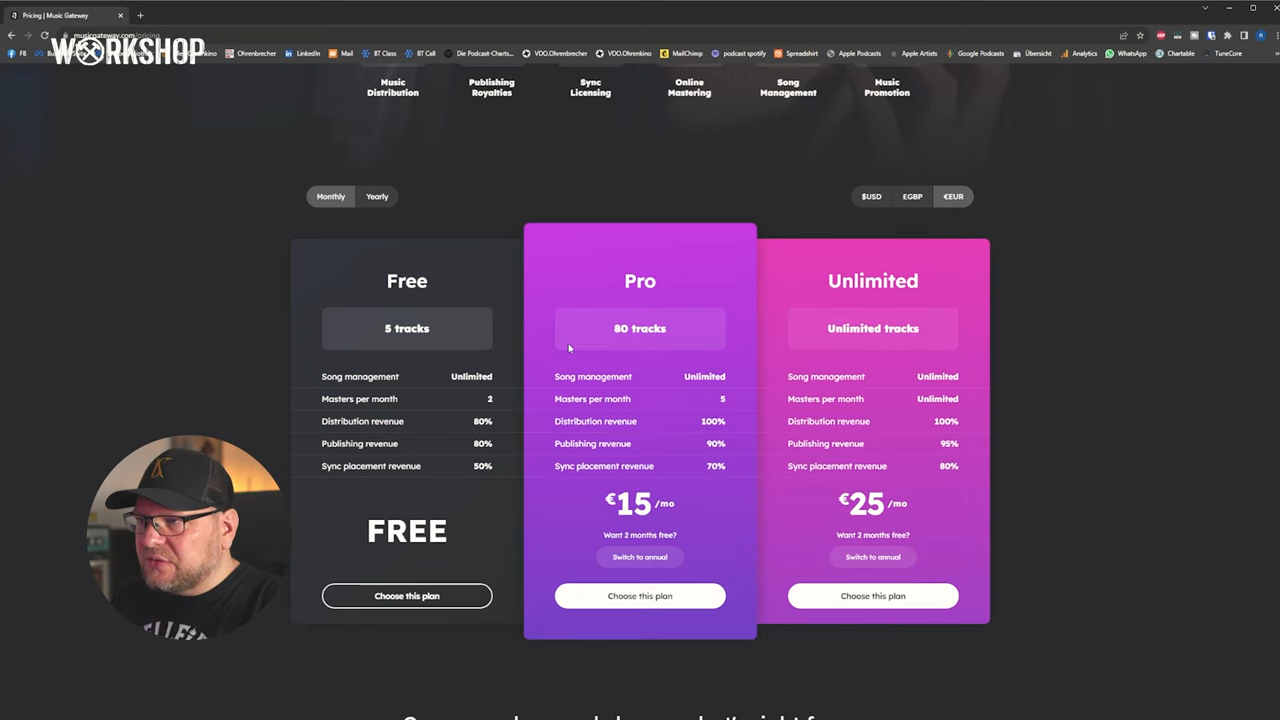 Pricing | Music Gateway
musicgateway.com/pricing
WORKSHOP
FB
Ohrenbrecher
LinkedIn
Mail
BT Class
BT Call
Die Podcast-Charts...
VDO.Ohrenbrecher
VDO.Ohrenkino
MailChimp
podcast spotify
Spreadshirt
Apple Podcasts
Apple Artists
Google Podcasts
Übersicht
Analytics
WhatsApp
Chartable
TuneCore
Music Distribution
Publishing Royalties
Sync Licensing
Online Mastering
Song Management
Music Promotion
Monthly
Yearly
$USD
£GBP
€EUR
Free
5 tracks
Song management Unlimited
Masters per month 2
Distribution revenue 80%
Publishing revenue 80%
Sync placement revenue 50%
FREE
Choose this plan
Pro
80 tracks
Song management Unlimited
Masters per month 5
Distribution revenue 100%
Publishing revenue 90%
Sync placement revenue 70%
€15 /mo
Want 2 months free?
Switch to annual
Choose this plan
Unlimited
Unlimited tracks
Song management Unlimited
Masters per month Unlimited
Distribution revenue 100%
Publishing revenue 95%
Sync placement revenue 80%
€25 /mo
Want 2 months free?
Switch to annual
Choose this plan